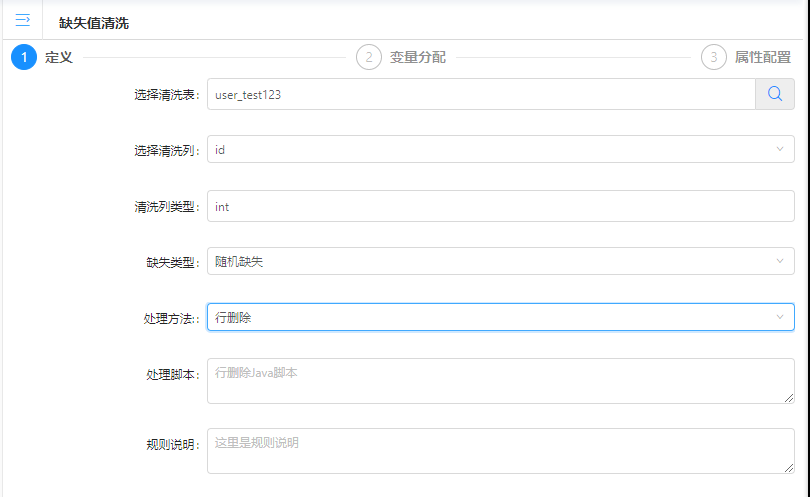 缺失值清洗
1 定义 2 变量分配 3 属性配置
选择清洗表: user_test123
选择清洗列: id
清洗列类型: int
缺失类型: 随机缺失
处理方法:: 行删除
处理脚本: 行删除Java脚本
规则说明: 这里是规则说明